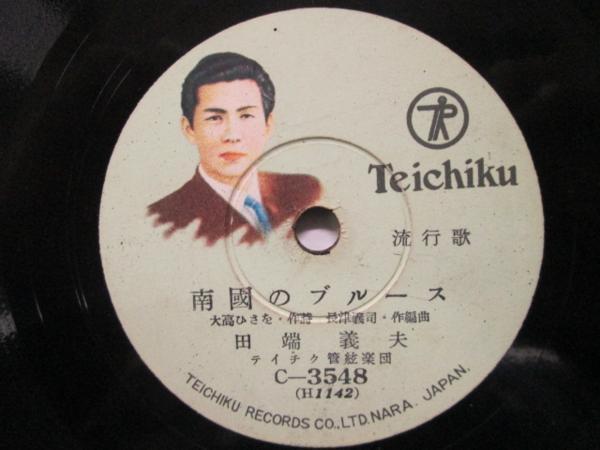 Teichiku
流行歌
南國のブルース
大高ひさを・作詩 長津義司・作編曲
田端義夫
テイチク管絃楽団
C—3548
(H1142)
TEICHIKU RECORDS CO., LTD. NARA. JAPAN.